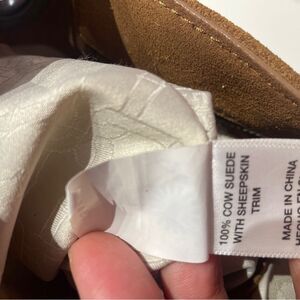 100% COW SUEDE
WITH SHEEPSKIN
TRIM
MADE IN CHINA